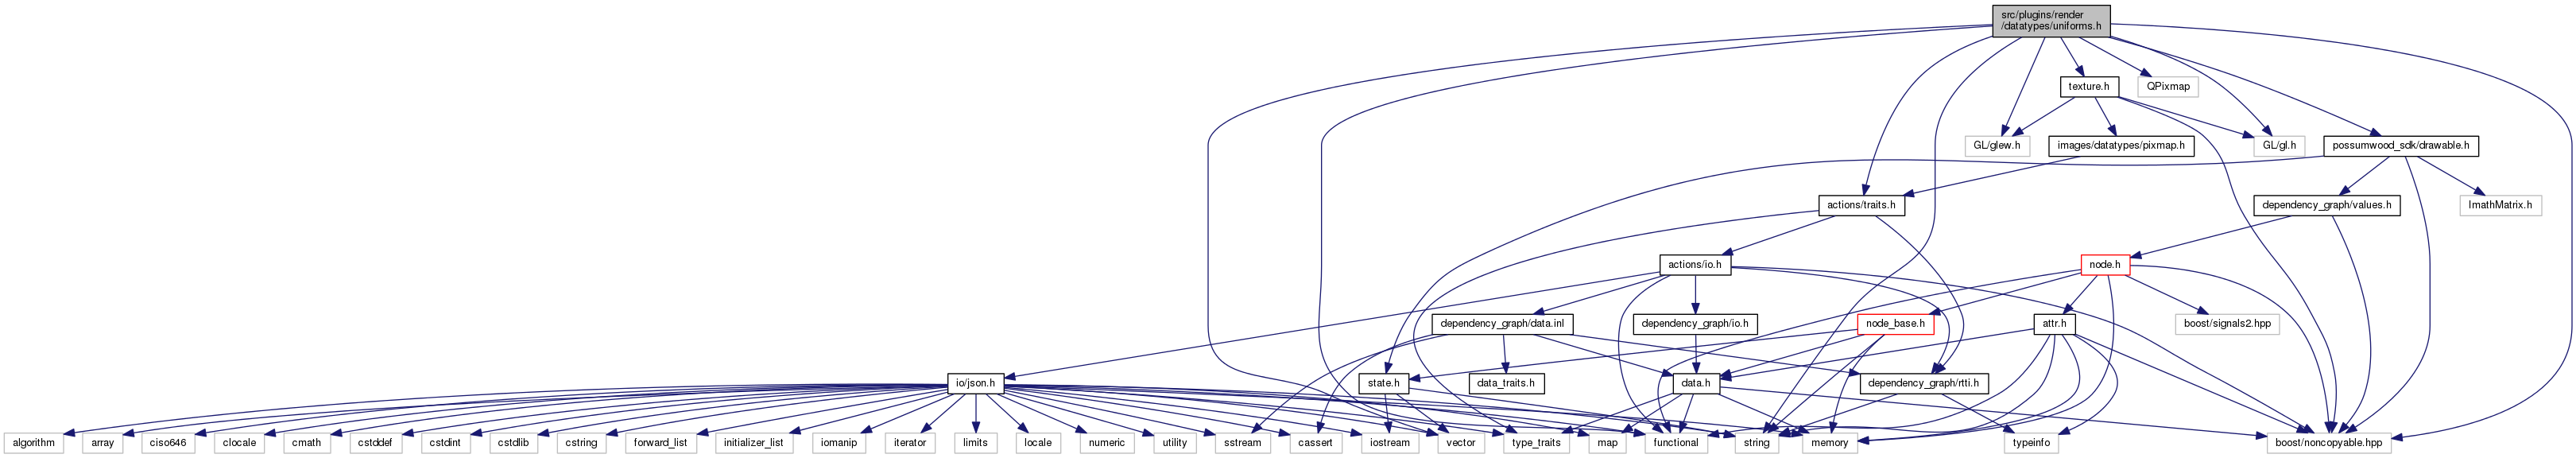 src/plugins/render
/datatypes/uniforms.h
texture.h
QPixmap
GL/glew.h
images/datatypes/pixmap.h
GL/gl.h
possumwood_sdk/drawable.h
actions/traits.h
dependency_graph/values.h
ImathMatrix.h
actions/io.h
node.h
dependency_graph/data.inl
dependency_graph/io.h
node_base.h
attr.h
boost/signals2.hpp
io/json.h
state.h
data_traits.h
data.h
dependency_graph/rtti.h
algorithm
array
ciso646
clocale
cmath
cstddef
cstdint
cstdlib
cstring
forward_list
initializer_list
iomanip
iterator
limits
locale
numeric
utility
sstream
cassert
iostream
vector
type_traits
map
functional
string
memory
typeinfo
boost/noncopyable.hpp